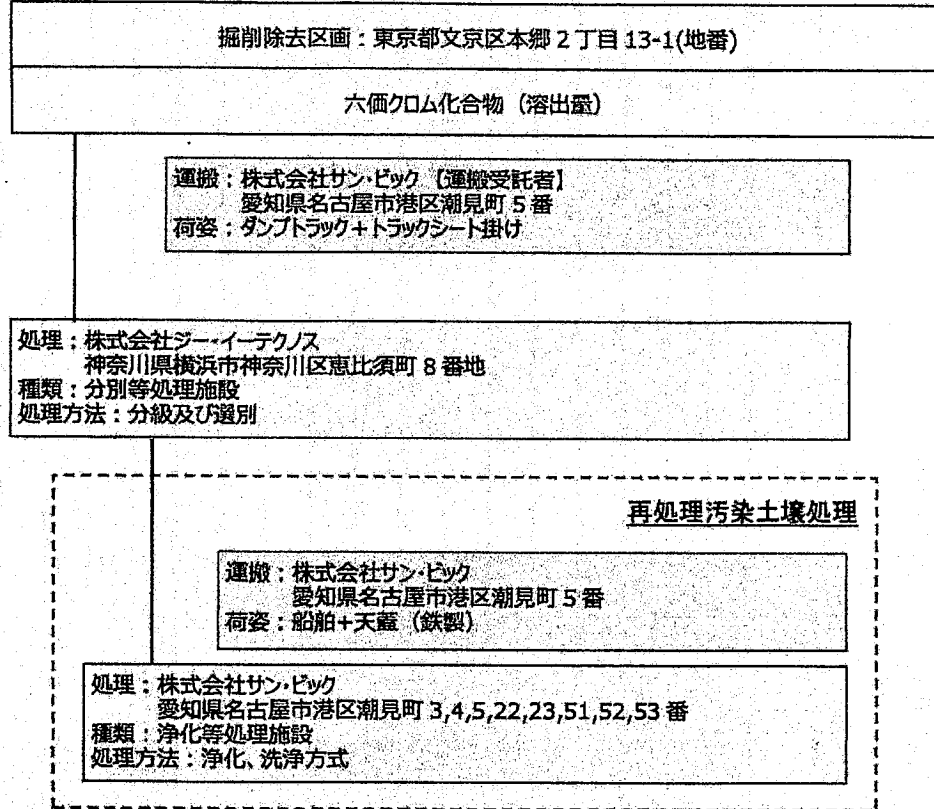 掘削除去区画：東京都文京区本郷２丁目 13-1(地番)
六価クロム化合物（溶出量）
運搬：株式会社サン・ビック【運搬受託者】
愛知県名古屋市港区潮見町 5 番
荷姿：ダンプトラック＋トラックシート掛け
処理：株式会社ジー・イーテクノス
神奈川県横浜市神奈川区恵比須町 8 番地
種類：分別等処理施設
処理方法：分級及び選別
再処理汚染土壌処理
運搬：株式会社サン・ビック
愛知県名古屋市港区潮見町 5 番
荷姿：船舶+天蓋（鉄製）
処理：株式会社サン・ビック
愛知県名古屋市港区潮見町 3,4,5,22,23,51,52,53 番
種類：浄化等処理施設
処理方法：浄化、洗浄方式